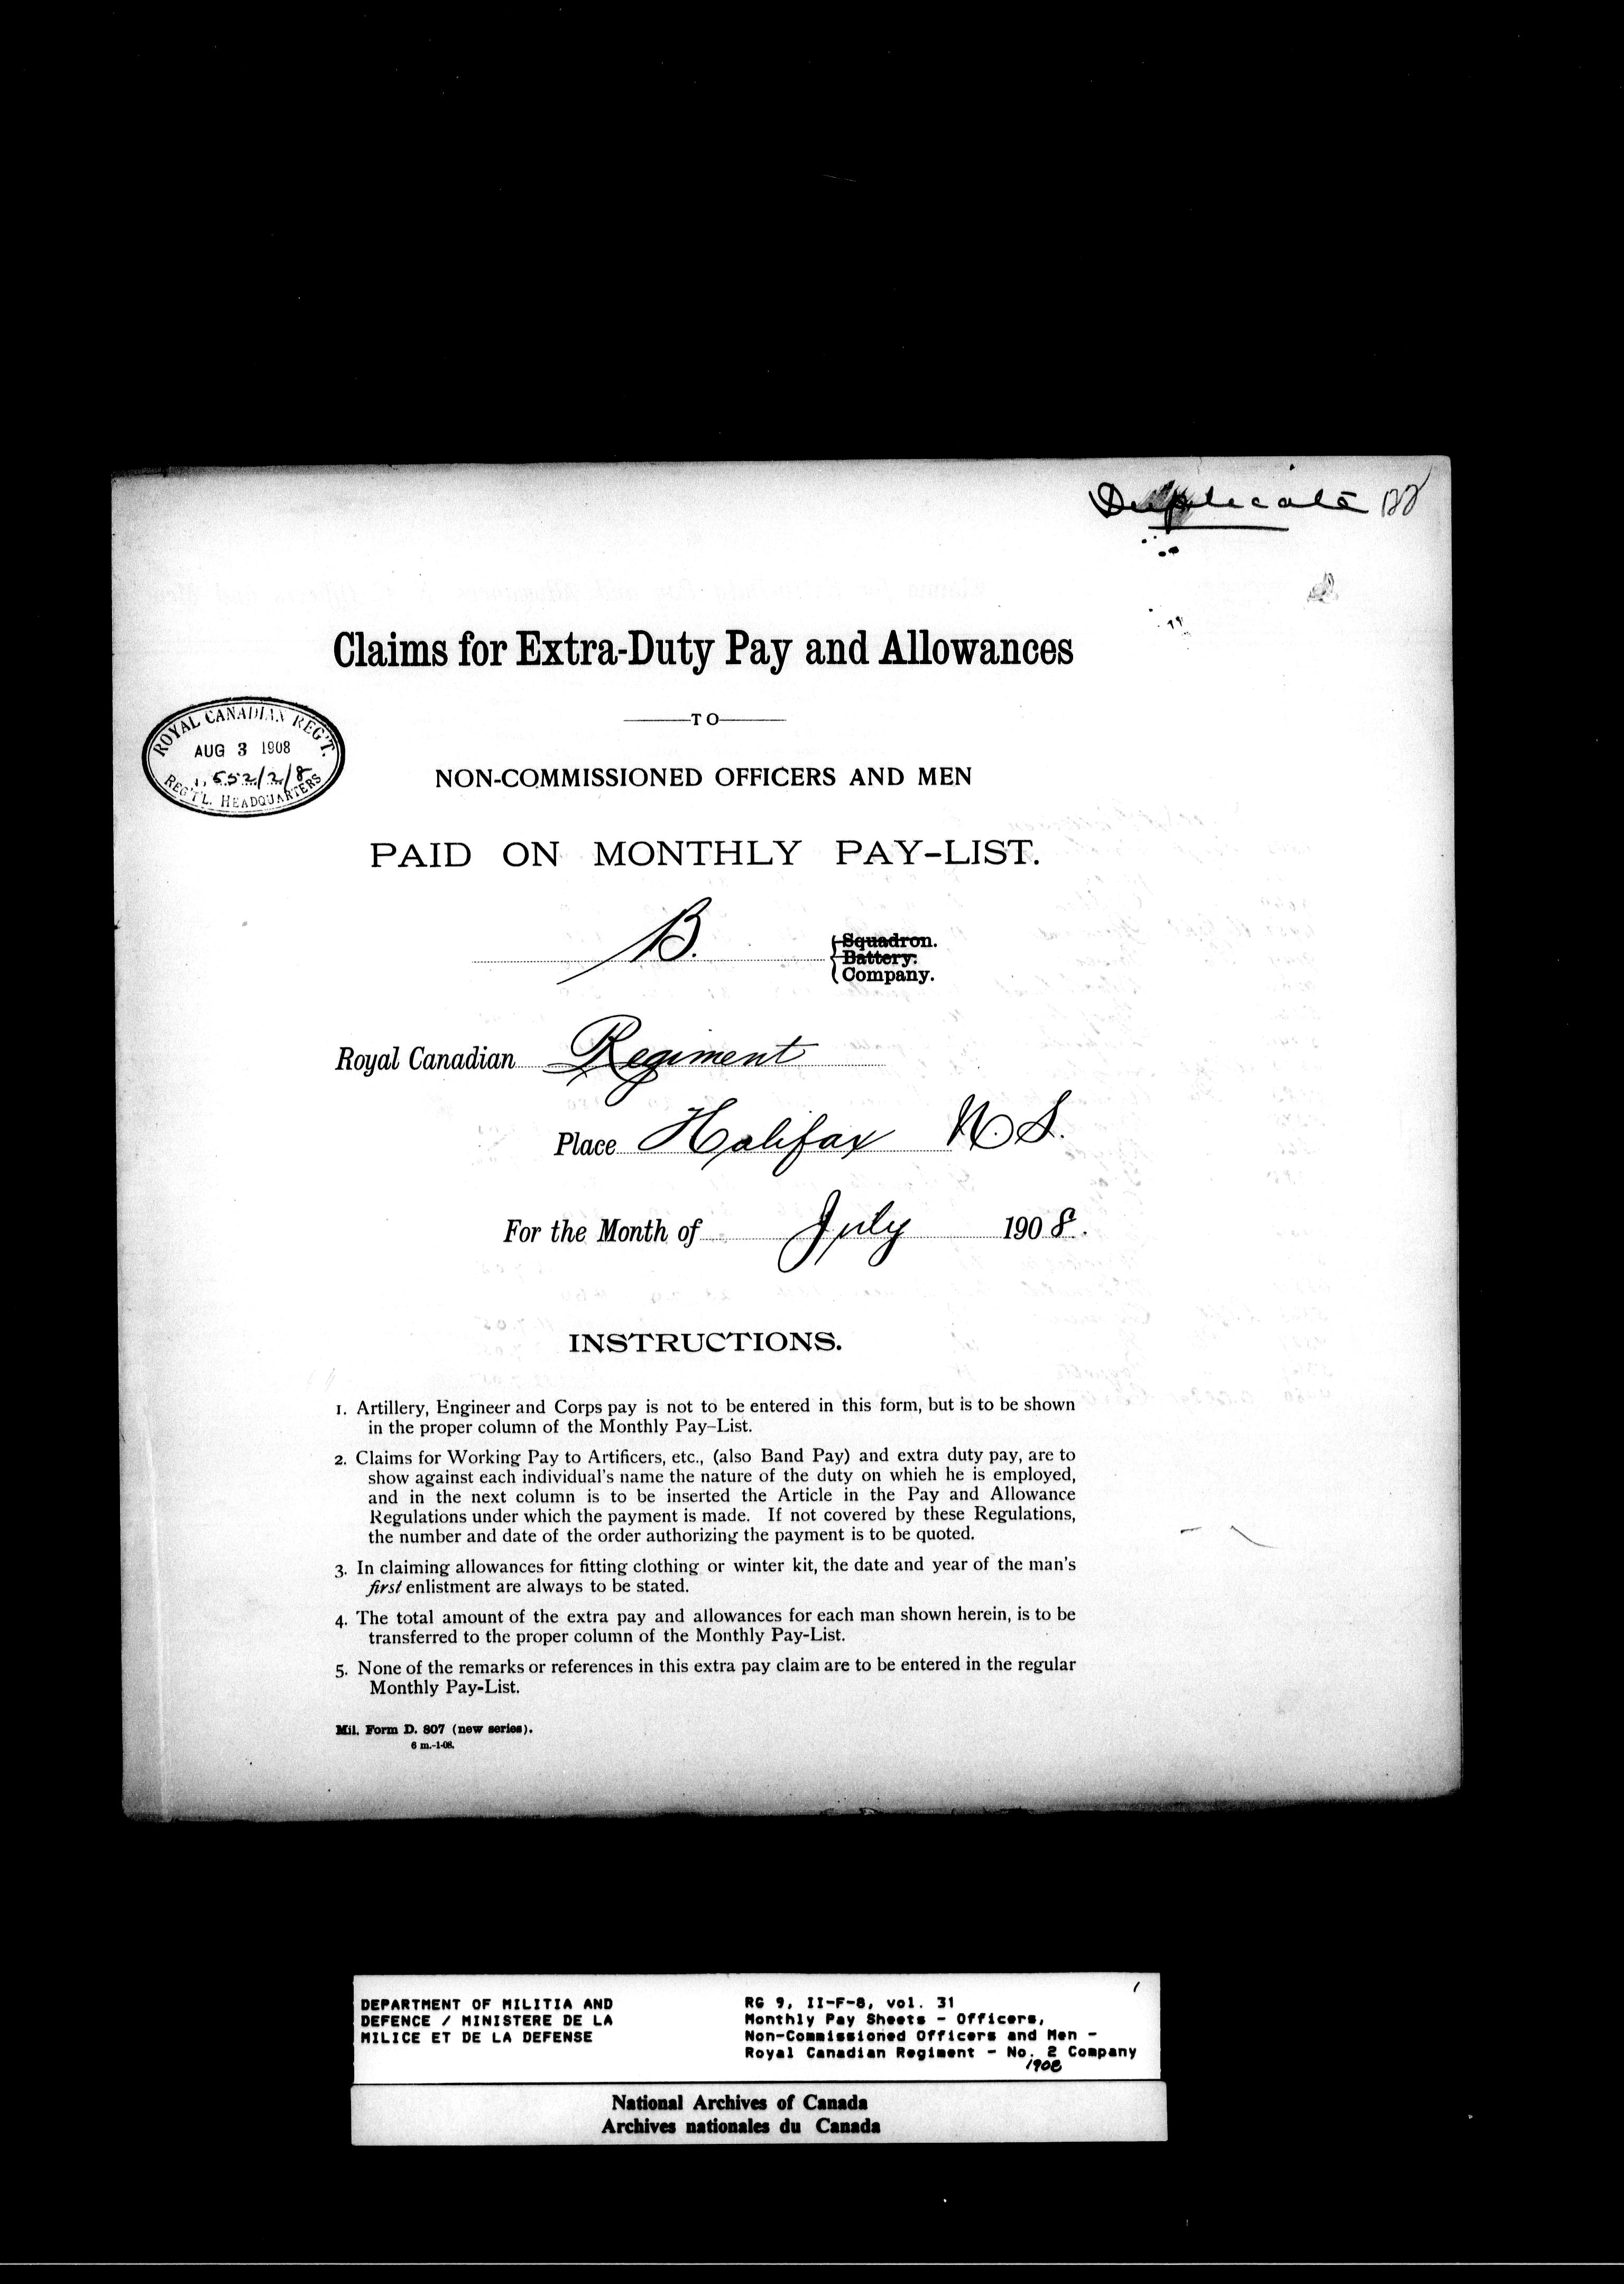 Duplicate
Claims for Extra-Duty Pay and Allowances
TO
ROYAL CANADIAN REG'T.
AUG 3 1908
552/2/8
REG'T'L. HEADQUARTERS
NON-COMMISSIONED OFFICERS AND MEN
PAID ON MONTHLY PAY-LIST.
B. Squadron.
Battery.
Company.
Royal Canadian Regiment
Place Halifax N.S.
For the Month of July 1908.
INSTRUCTIONS.
1. Artillery, Engineer and Corps pay is not to be entered in this form, but is to be shown
in the proper column of the Monthly Pay-List.
2. Claims for Working Pay to Artificers, etc., (also Band Pay) and extra duty pay, are to
show against each individual's name the nature of the duty on whieh he is employed,
and in the next column is to be inserted the Article in the Pay and Allowance
Regulations under which the payment is made. If not covered by these Regulations,
the number and date of the order authorizing the payment is to be quoted.
3. In claiming allowances for fitting clothing or winter kit, the date and year of the man's
first enlistment are always to be stated.
4. The total amount of the extra pay and allowances for each man shown herein, is to be
transferred to the proper column of the Monthly Pay-List.
5. None of the remarks or references in this extra pay claim are to be entered in the regular
Monthly Pay-List.
Mil. Form D. 807 (new series).
6 m.-1-08.
1
DEPARTMENT OF MILITIA AND
DEFENCE / MINISTERE DE LA
MILICE ET DE LA DEFENSE
RG 9, II-F-8, vol. 31
Monthly Pay Sheets - Officers,
Non-Commissioned Officers and Men -
Royal Canadian Regiment - No. 2 Company
1908
National Archives of Canada
Archives nationales du Canada